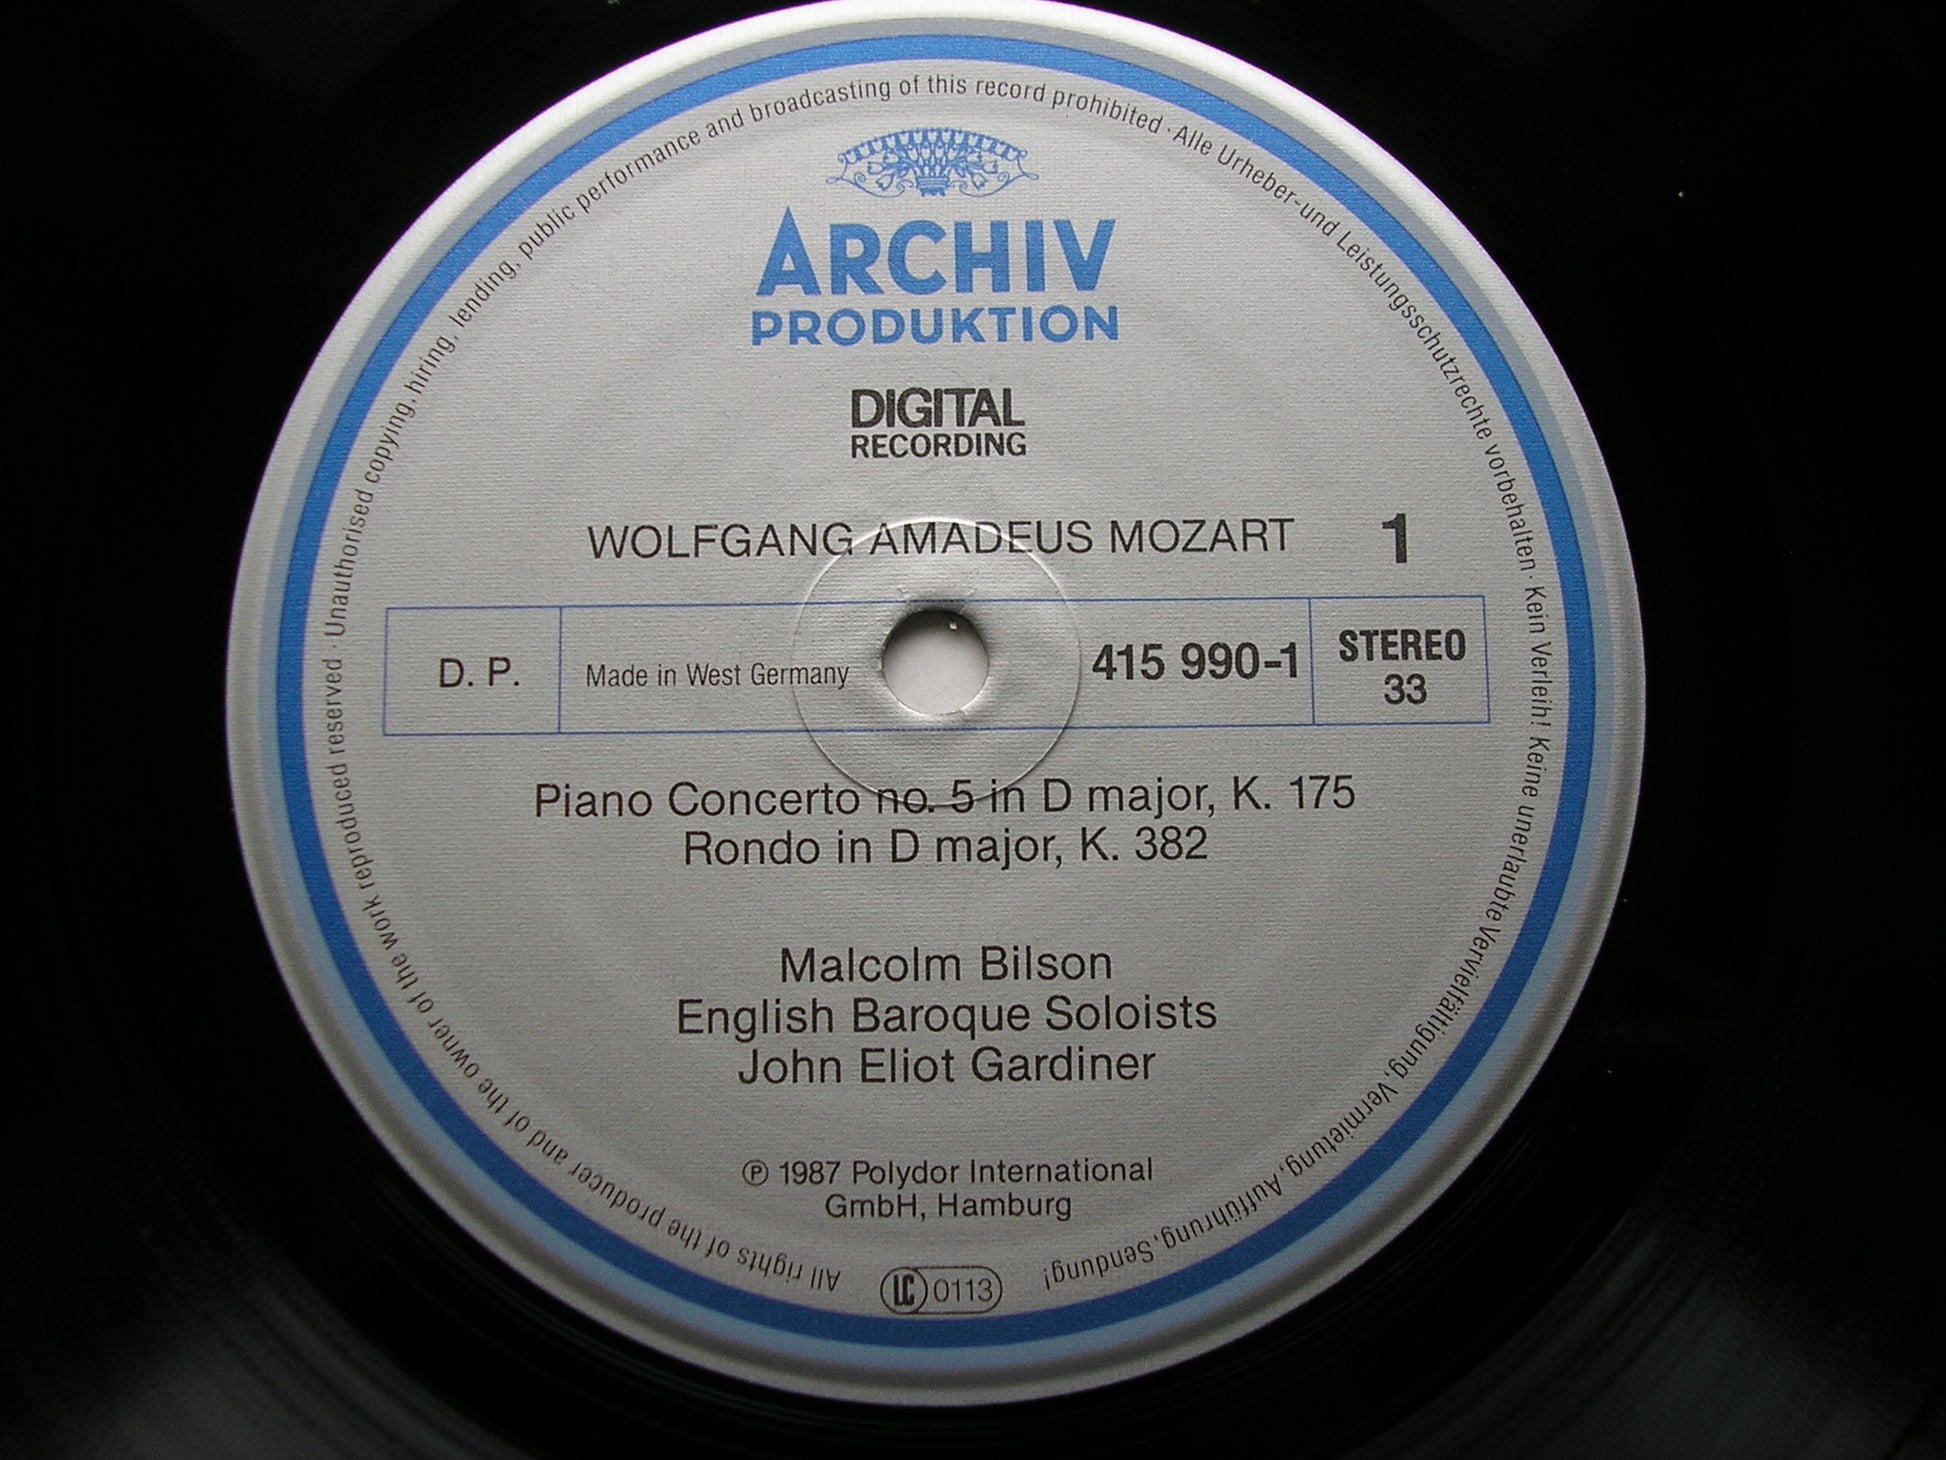 All rights of the producer and of the owner of the work reproduced reserved · Unauthorised copying, hiring, lending, public performance and broadcasting of this record prohibited · Alle Urheber-und Leistungsschutzrechte vorbehalten · Kein Verleih! Keine unerlaubte Vervielfältigung, Vermietung, Aufführung, Sendung!
ARCHIV
PRODUKTION
DIGITAL
RECORDING
WOLFGANG AMADEUS MOZART 1
D. P. Made in West Germany 415 990-1 STEREO
33
Piano Concerto no. 5 in D major, K. 175
Rondo in D major, K. 382
Malcolm Bilson
English Baroque Soloists
John Eliot Gardiner
℗ 1987 Polydor International
GmbH, Hamburg
LC 0113